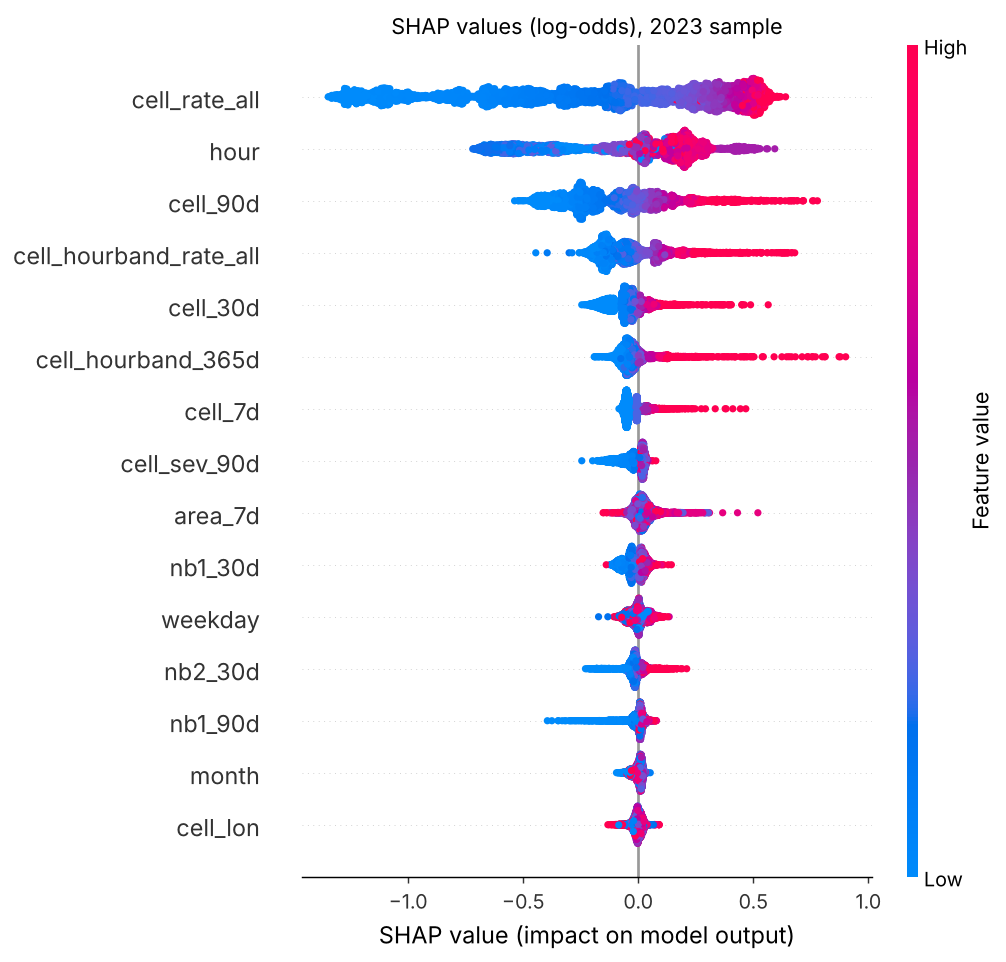 SHAP values (log-odds), 2023 sample
High
cell_rate_all
hour
cell_90d
cell_hourband_rate_all
cell_30d
cell_hourband_365d
cell_7d
cell_sev_90d
area_7d
nb1_30d
weekday
nb2_30d
nb1_90d
month
cell_lon
Feature value
Low
−1.0 −0.5 0.0 0.5 1.0
SHAP value (impact on model output)